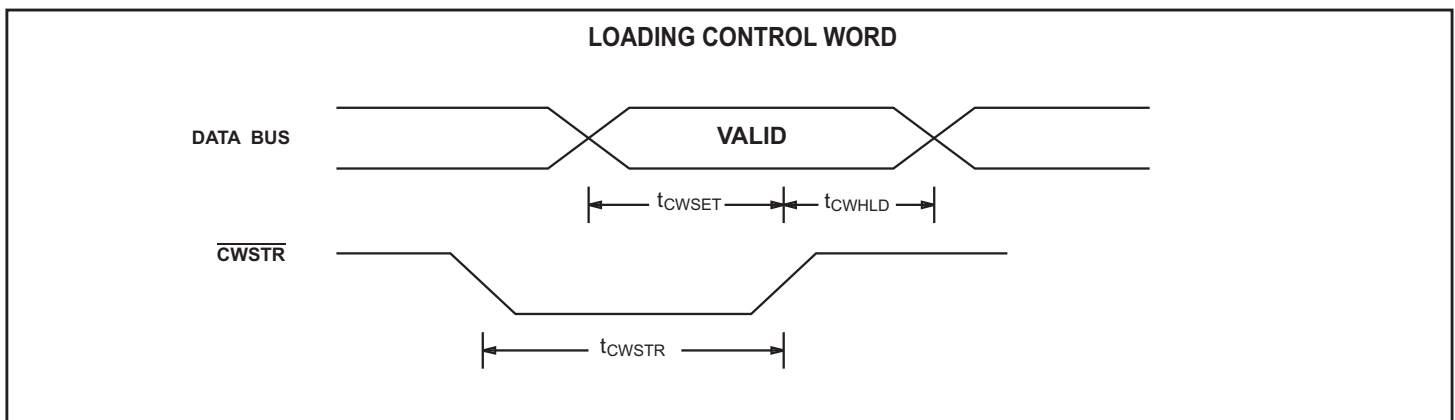 LOADING CONTROL WORD
DATA BUS
VALID
tCWSET
tCWHLD
CWSTR
tCWSTR